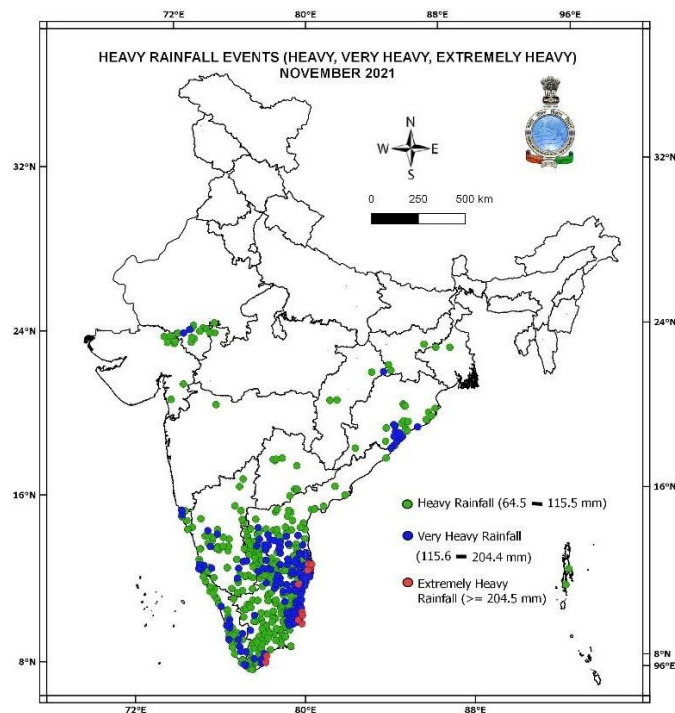 72°E 80°E 88°E 96°E
HEAVY RAINFALL EVENTS (HEAVY, VERY HEAVY, EXTREMELY HEAVY)
NOVEMBER 2021
N
W E
S
0 250 500 km
32°N 32°N
24°N 24°N
16°N 16°N
Heavy Rainfall (64.5 - 115.5 mm)
Very Heavy Rainfall
(115.6 - 204.4 mm)
Extremely Heavy
Rainfall (>= 204.5 mm)
8°N 8°N
96°E
72°E 80°E 88°E